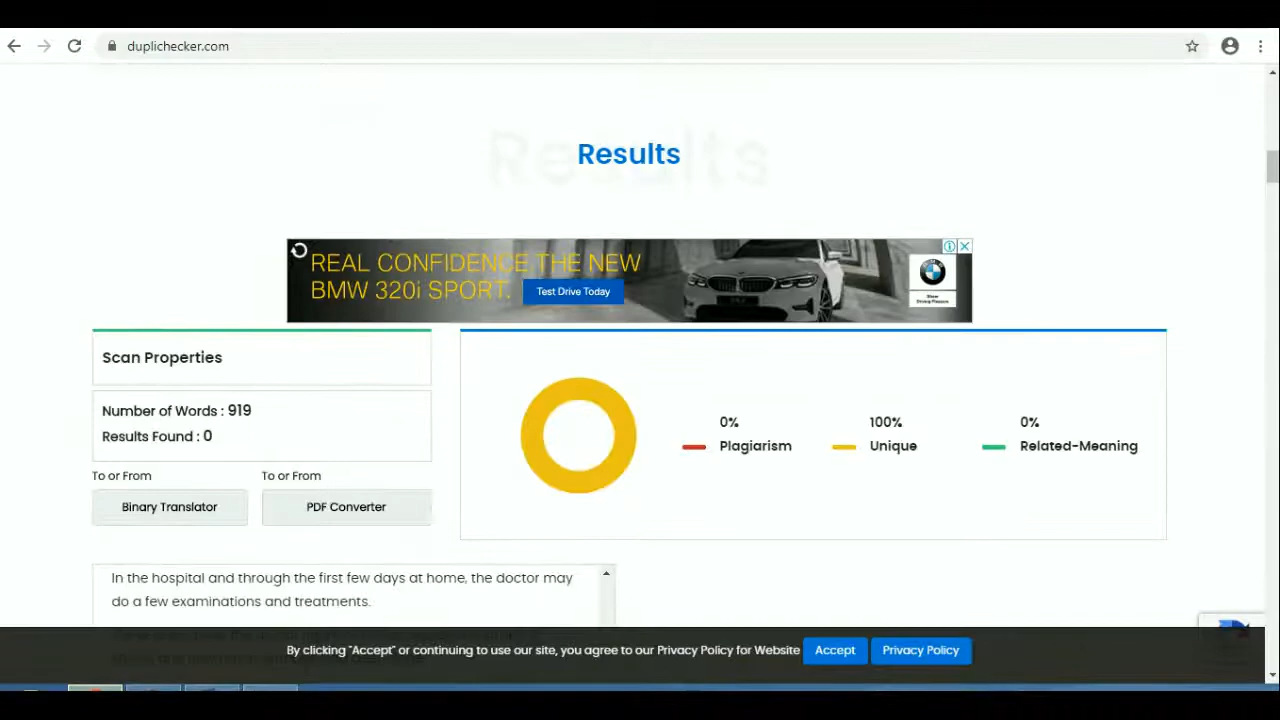 duplichecker.com
Results
REAL CONFIDENCE THE NEW
BMW 320i SPORT.
Test Drive Today
Scan Properties
Number of Words : 919
Results Found : 0
To or From
To or From
Binary Translator
PDF Converter
0%
Plagiarism
100%
Unique
0%
Related-Meaning
In the hospital and through the first few days at home, the doctor may
do a few examinations and treatments.
By clicking "Accept" or continuing to use our site, you agree to our Privacy Policy for Website
Accept
Privacy Policy